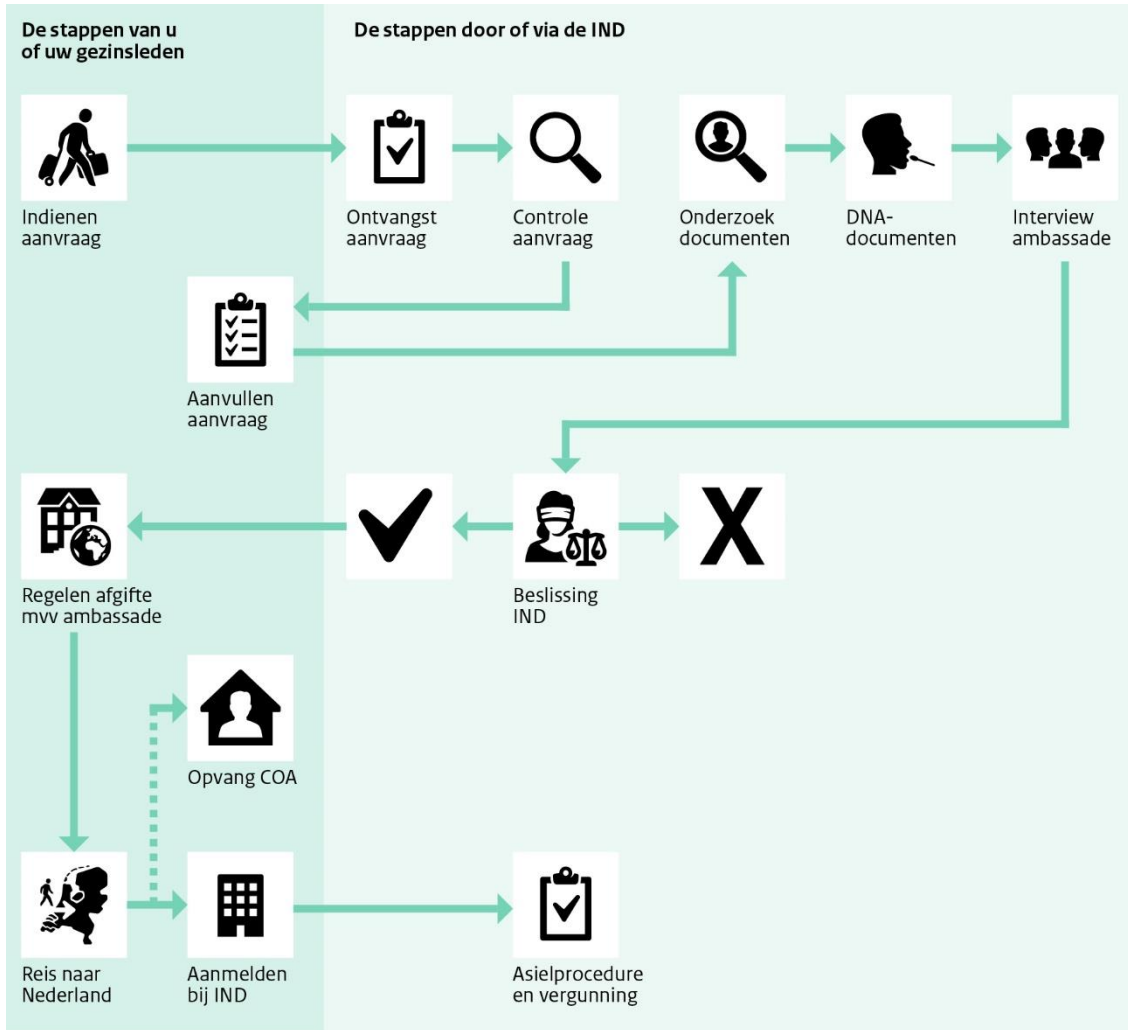 De stappen van u
of uw gezinsleden
De stappen door of via de IND
Indienen
aanvraag
Ontvangst
aanvraag
Controle
aanvraag
Onderzoek
documenten
DNA-
documenten
Interview
ambassade
Aanvullen
aanvraag
Regelen afgifte
mvv ambassade
X
Beslissing
IND
Opvang COA
Reis naar
Nederland
Aanmelden
bij IND
Asielprocedure
en vergunning